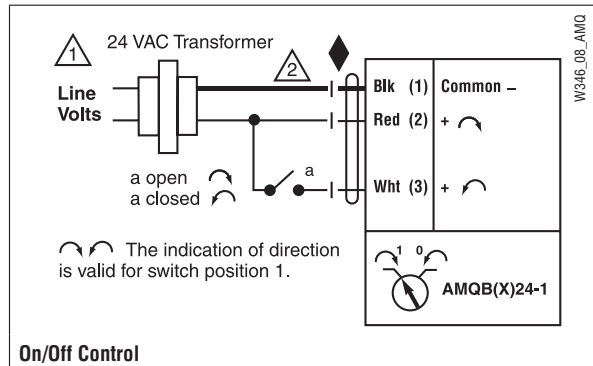 1 24 VAC Transformer
2
Line
Volts
Blk (1) Common –
Red (2) +
a
a open
a closed
Wht (3) +
The indication of direction
is valid for switch position 1.
1 0
AMQB(X)24-1
W346_08_AMQ
On/Off Control